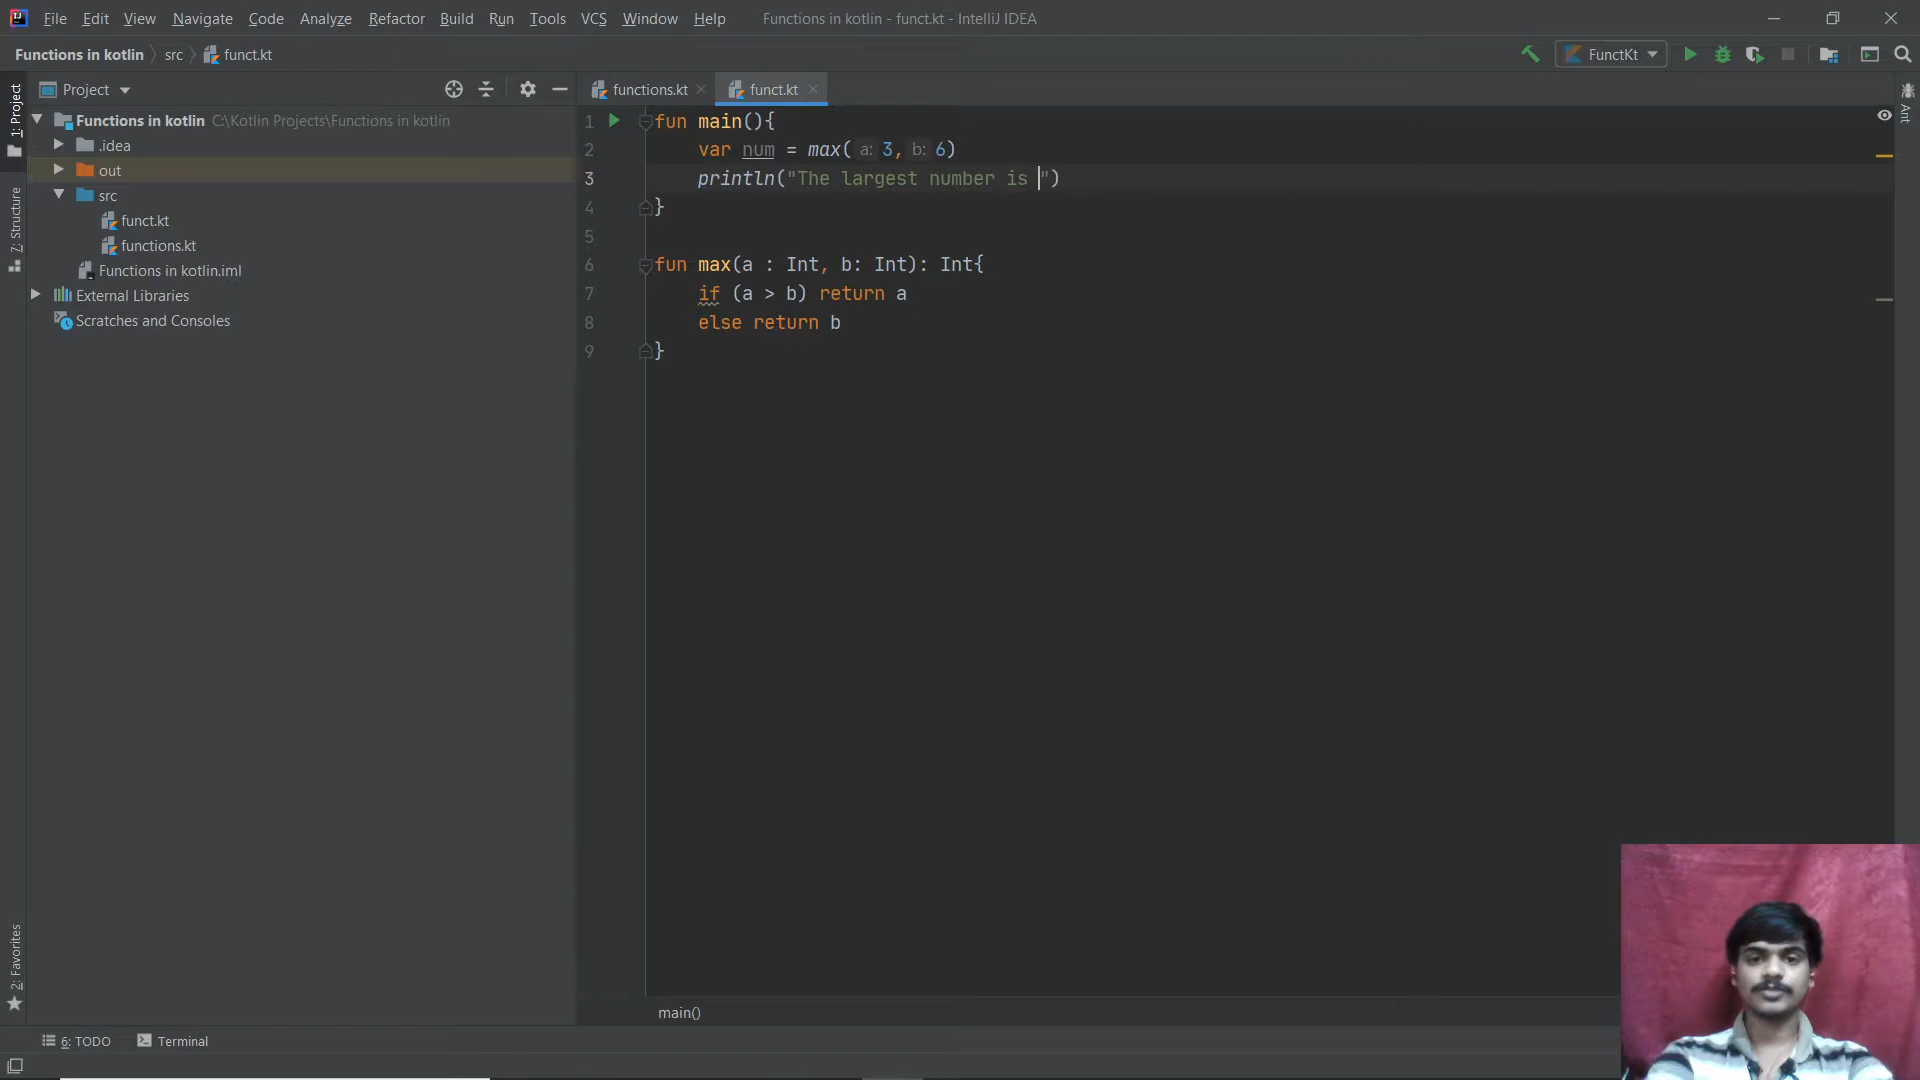 File Edit View Navigate Code Analyze Refactor Build Run Tools VCS Window Help Functions in kotlin - funct.kt - IntelliJ IDEA
Functions in kotlin src funct.kt FunctKt
Project functions.kt funct.kt
1: Project
7: Structure
2: Favorites
Ant
Functions in kotlin C:\Kotlin Projects\Functions in kotlin
.idea
out
src
funct.kt
functions.kt
Functions in kotlin.iml
External Libraries
Scratches and Consoles
1 fun main(){
2 var num = max( a: 3, b: 6)
3 println("The largest number is ")
4 }
5
6 fun max(a : Int, b: Int): Int{
7 if (a > b) return a
8 else return b
9 }
main()
6: TODO Terminal